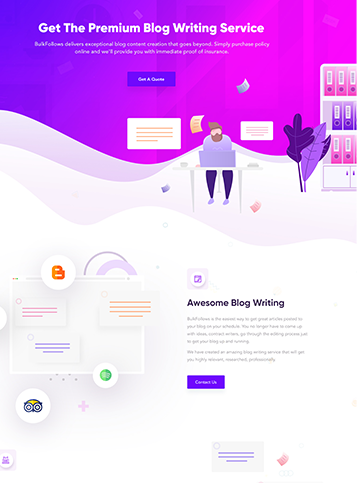 Get The Premium Blog Writing Service
BulkFollows delivers exceptional blog content creation that goes beyond. Simply purchase policy
online and we'll provide you with immediate proof of insurance.
Get A Quote
Awesome Blog Writing
BulkFollows is the easiest way to get great articles posted to
your blog on your schedule. You no longer have to come up
with ideas, contract writers, go through the editing process just
to get your blog up and running.
We have created an amazing blog writing service that will get
you highly relevant, researched, professionally.
Contact Us